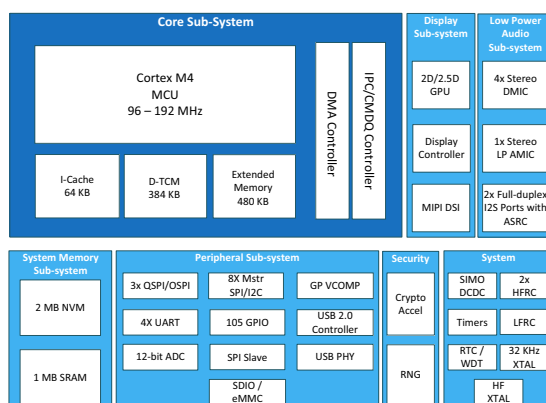 Core Sub-System
Cortex M4
MCU
96 – 192 MHz
I-Cache
64 KB
D-TCM
384 KB
Extended
Memory
480 KB
DMA Controller
IPC/CMDQ Controller
Display
Sub-system
2D/2.5D
GPU
Display
Controller
MIPI DSI
Low Power
Audio
Sub-system
4x Stereo
DMIC
1x Stereo
LP AMIC
2x Full-duplex
I2S Ports with
ASRC
System Memory
Sub-system
2 MB NVM
1 MB SRAM
Peripheral Sub-system
3x QSPI/OSPI
8X Mstr
SPI/I2C
GP VCOMP
4X UART
105 GPIO
USB 2.0
Controller
12-bit ADC
SPI Slave
USB PHY
SDIO /
eMMC
Security
Crypto
Accel
RNG
System
SIMO
DCDC
2x
HFRC
Timers
LFRC
RTC /
WDT
32 KHz
XTAL
HF
XTAL